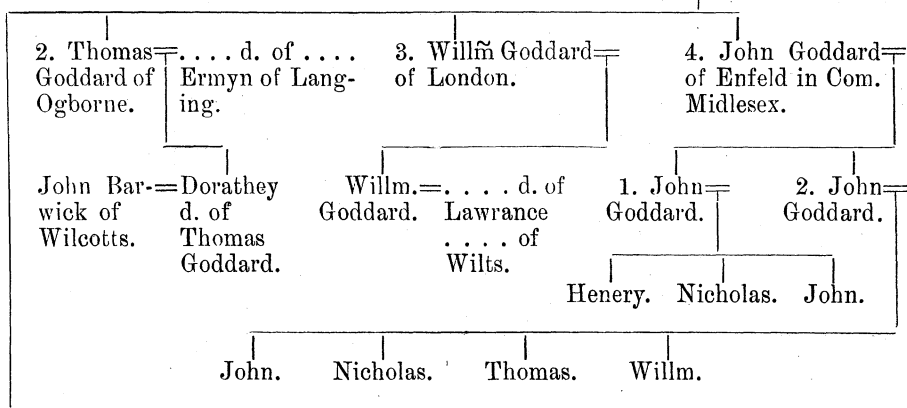 2. Thomas=. . . . d. of . . . . 3. Willm̃ Goddard= 4. John Goddard=
Goddard of Ermyn of Lang- of London. of Enfeld in Com.
Ogborne. ing. Midlesex.
John Bar-=Dorathey Willm.=. . . . d. of 1. John= 2. John=
wick of d. of Goddard. Lawrance Goddard. Goddard.
Wilcotts. Thomas . . . . of
Goddard. Wilts.
Henery. Nicholas. John.
John. Nicholas. Thomas. Willm.